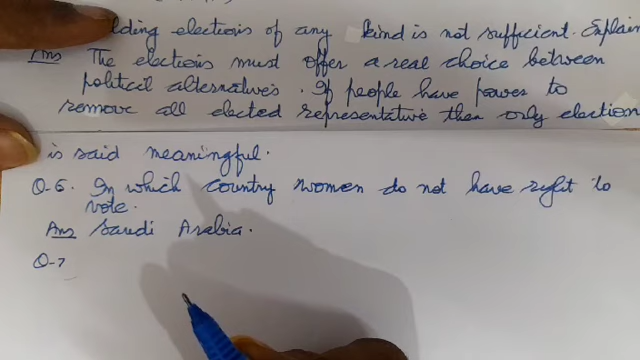 lding elections of any kind is not sufficient. Explain
Ans The elections must offer a real choice between
political alternatives. If people have power to
remove all elected representative then only election
is said meaningful.
Q-6. In which country women do not have right to
vote.
Ans Saudi Arabia.
Q-7